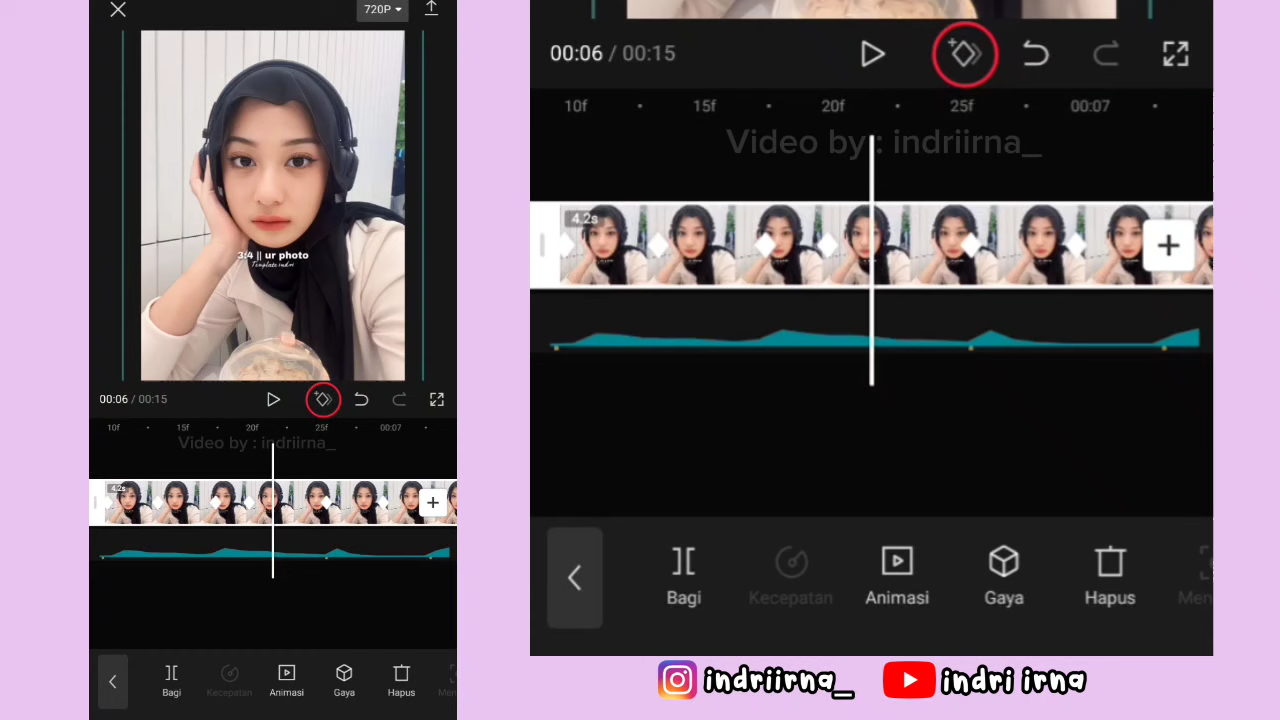 720P
3:4 || ur photo
Template indri
00:06 / 00:15
10f 15f 20f 25f 00:07
Video by : indriirna_
4.2s
Bagi Kecepatan Animasi Gaya Hapus Men
00:06 / 00:15
10f 15f 20f 25f 00:07
Video by : indriirna_
4.2s
Bagi Kecepatan Animasi Gaya Hapus Men
indriirna_ indri irna